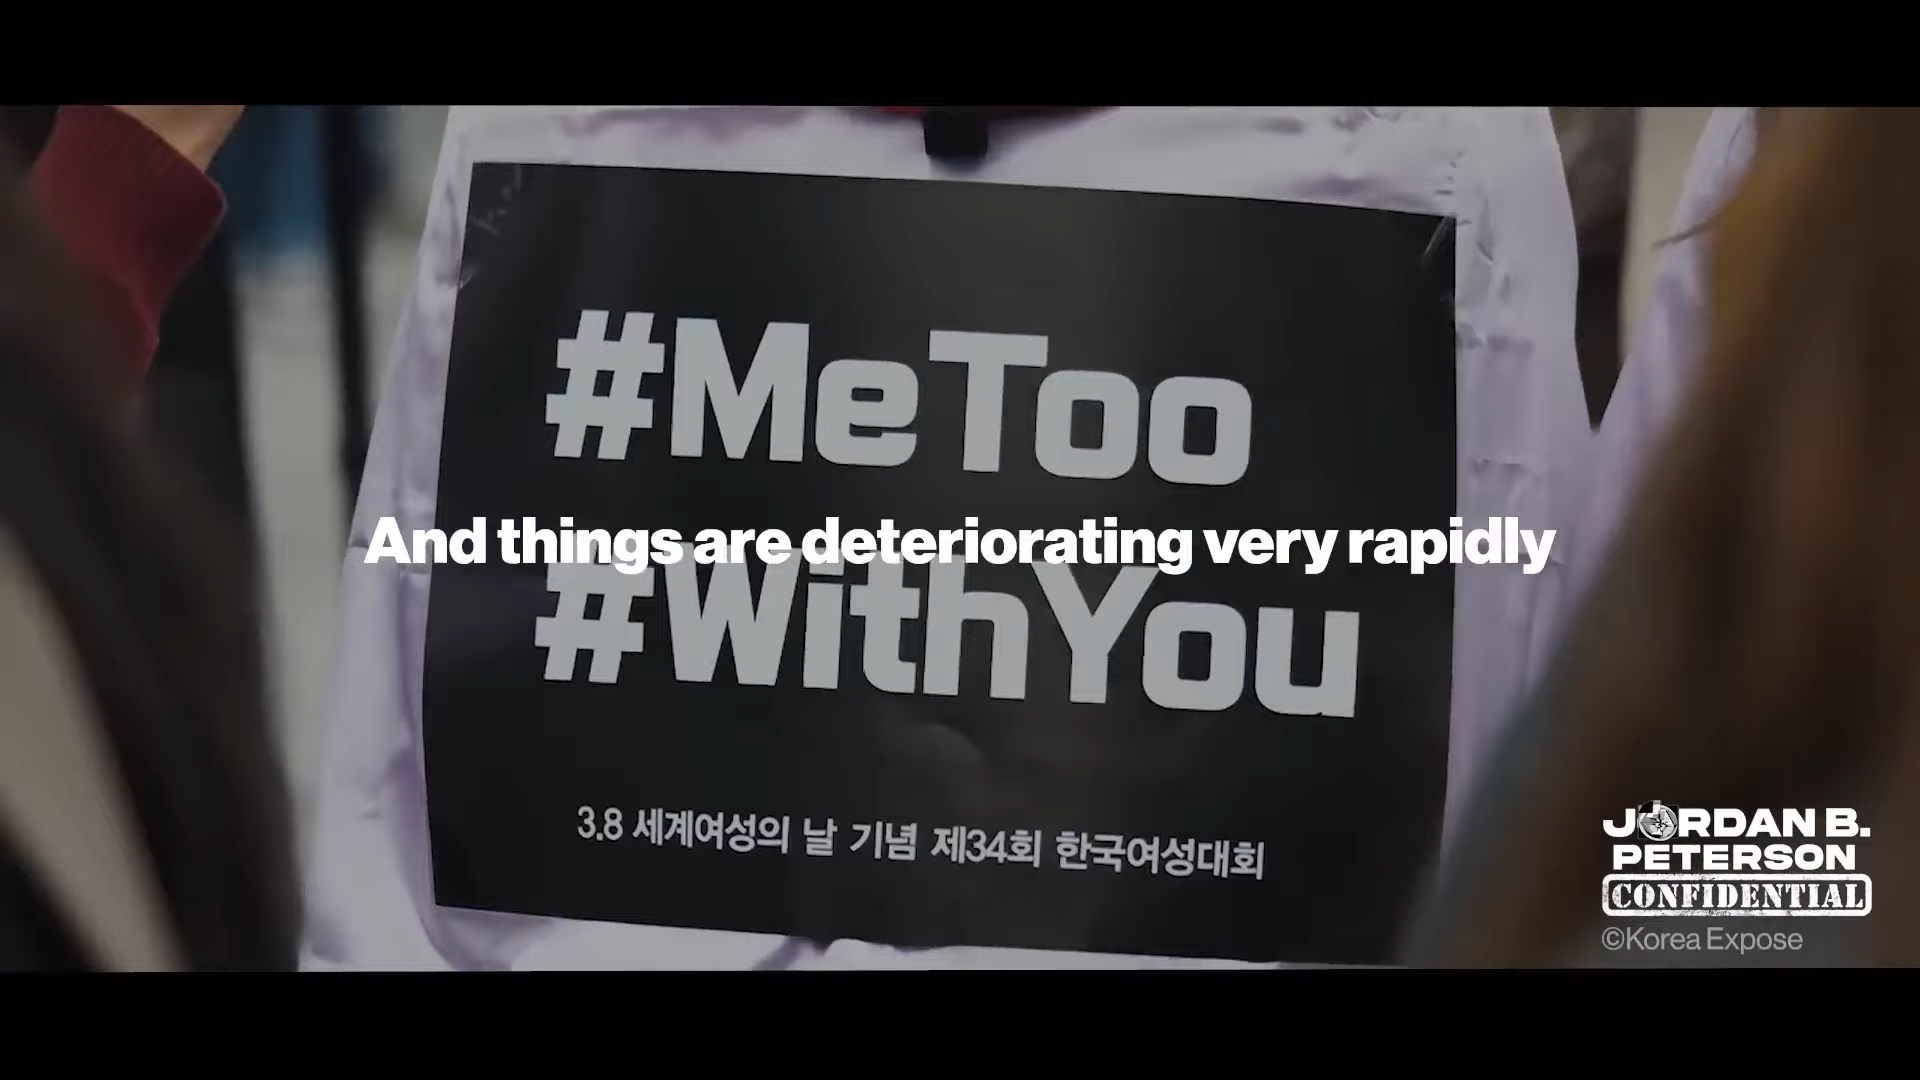 #MeToo
And things are deteriorating very rapidly
#WithYou
3.8 세계여성의 날 기념 제34회 한국여성대회
JORDAN B.
PETERSON
CONFIDENTIAL
©Korea Expose